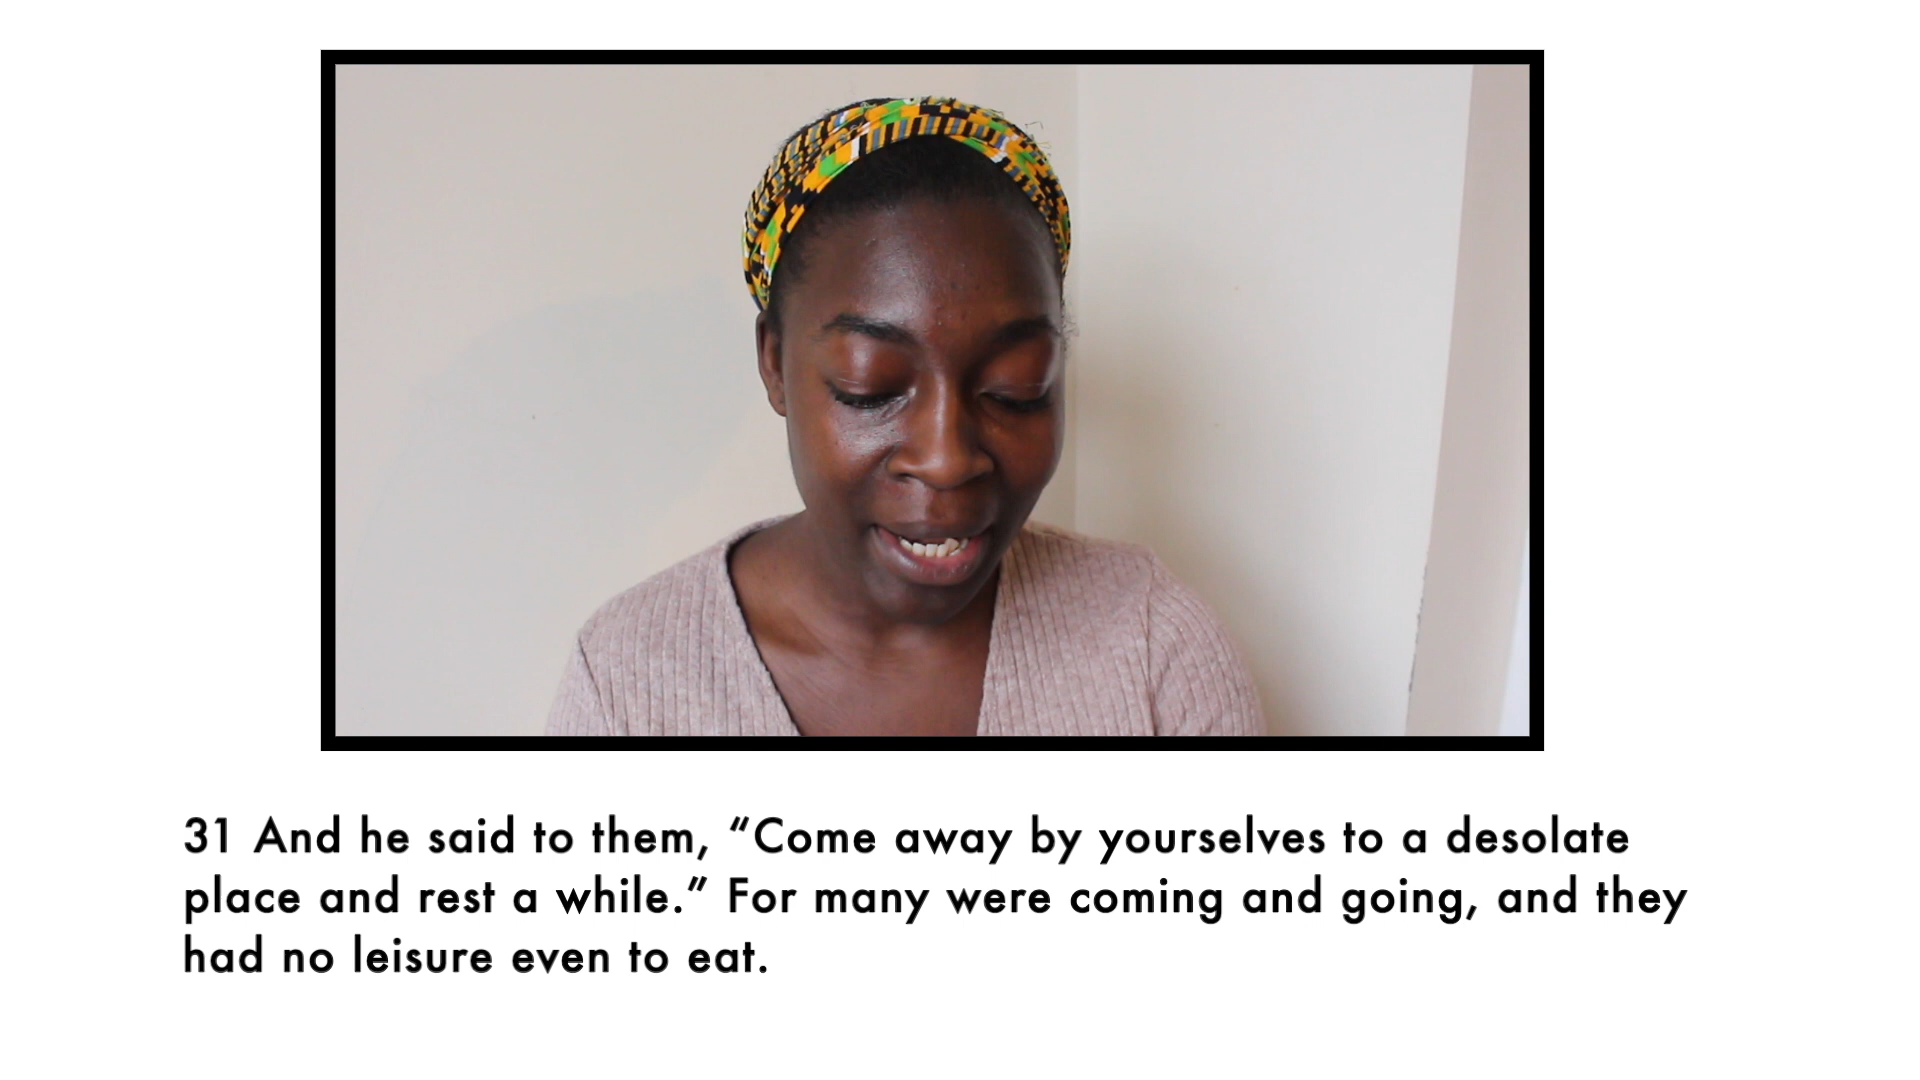 31 And he said to them, “Come away by yourselves to a desolate
place and rest a while.” For many were coming and going, and they
had no leisure even to eat.